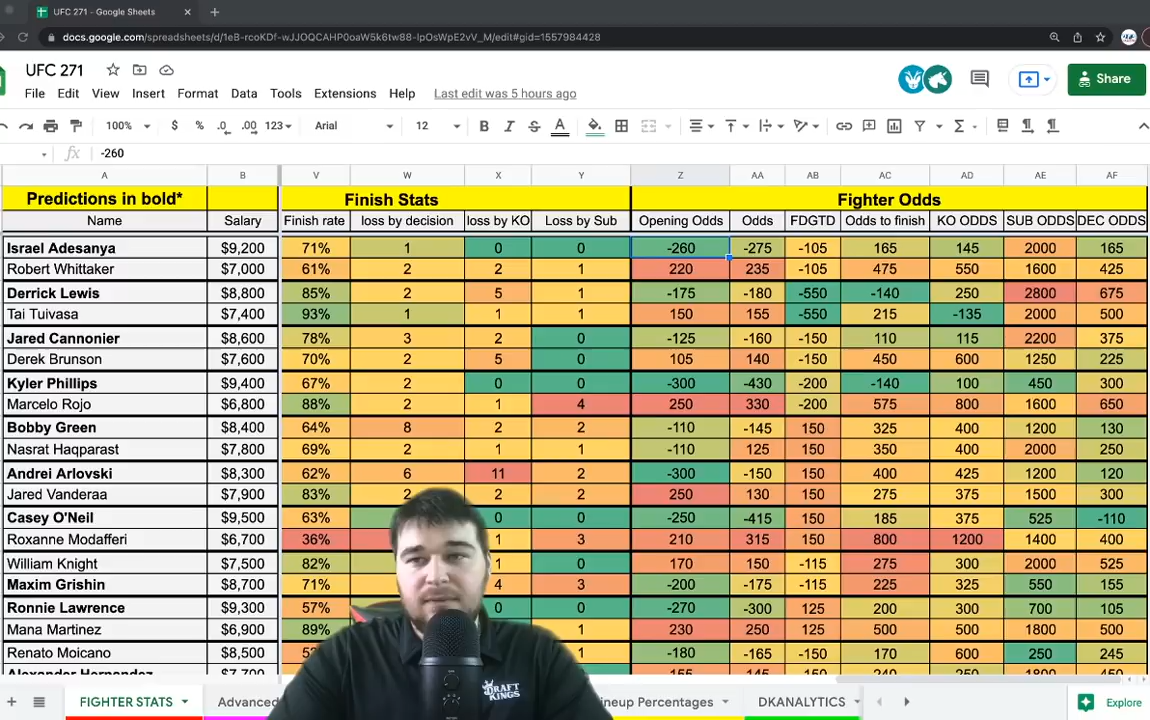 UFC 271 - Google Sheets
docs.google.com/spreadsheets/d/1eB-rcoKDf-wJJOQCAHP0oaW5k6tw88-lpOsWpE2vV_M/edit#gid=1557984428
UFC 271
File Edit View Insert Format Data Tools Extensions Help Last edit was 5 hours ago
Share
100% $ % .0 .00 123 Arial 12 B I S A
fx -260
A B V W X Y Z AA AB AC AD AE AF
Predictions in bold* Finish Stats Fighter Odds
Name Salary Finish rate loss by decision loss by KO Loss by Sub Opening Odds Odds FDGTD Odds to finish KO ODDS SUB ODDS DEC ODDS
Israel Adesanya $9,200 71% 1 0 0 -260 -275 -105 165 145 2000 165
Robert Whittaker $7,000 61% 2 2 1 220 235 -105 475 550 1600 425
Derrick Lewis $8,800 85% 2 5 1 -175 -180 -550 -140 250 2800 675
Tai Tuivasa $7,400 93% 1 1 1 150 155 -550 215 -135 2000 500
Jared Cannonier $8,600 78% 3 2 0 -125 -160 -150 110 115 2200 375
Derek Brunson $7,600 70% 2 5 0 105 140 -150 450 600 1250 225
Kyler Phillips $9,400 67% 2 0 0 -300 -430 -200 -140 100 450 300
Marcelo Rojo $6,800 88% 2 1 4 250 330 -200 575 800 1600 650
Bobby Green $8,400 64% 8 2 2 -110 -145 150 325 400 1200 130
Nasrat Haqparast $8,100 69% 2 1 1 -110 125 150 350 400 2000 250
Andrei Arlovski $8,300 62% 6 11 2 -300 -150 150 400 425 1200 120
Jared Vanderaa $7,900 83% 2 2 2 250 130 150 275 375 1500 300
Casey O'Neil $9,500 63% 0 0 -250 -415 150 185 375 525 -110
Roxanne Modafferi $6,700 36% 1 3 210 315 150 800 1200 1400 400
William Knight $7,500 82% 1 0 170 150 -115 275 300 2000 525
Maxim Grishin $8,700 71% 4 3 -200 -175 -115 225 325 550 155
Ronnie Lawrence $9,300 57% 0 0 -270 -300 125 200 300 700 105
Mana Martinez $6,900 89% 1 230 250 125 500 500 1800 500
Renato Moicano $8,500 1 -180 -165 -150 170 600 250 245
Alexander Hernandez $7,700
FIGHTER STATS Advanced Lineup Percentages DKANALYTICS Explore
DRAFT
KINGS